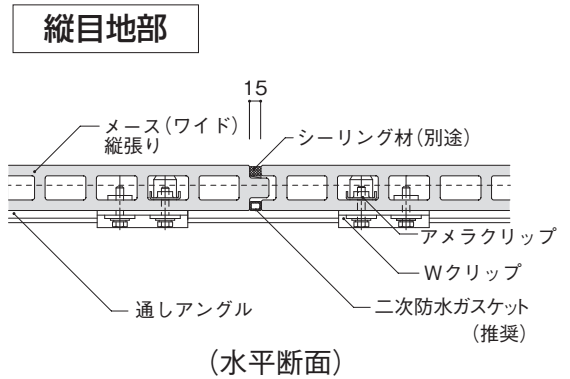 縦目地部
15
メース(ワイド)
縦張り
シーリング材(別途)
アメラクリップ
Wクリップ
通しアングル
二次防水ガスケット
(推奨)
(水平断面)